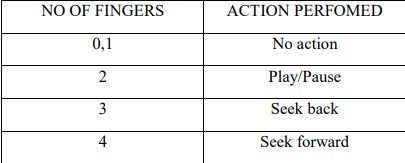 NO OF FINGERS ACTION PERFOMED
0,1 No action
2 Play/Pause
3 Seek back
4 Seek forward